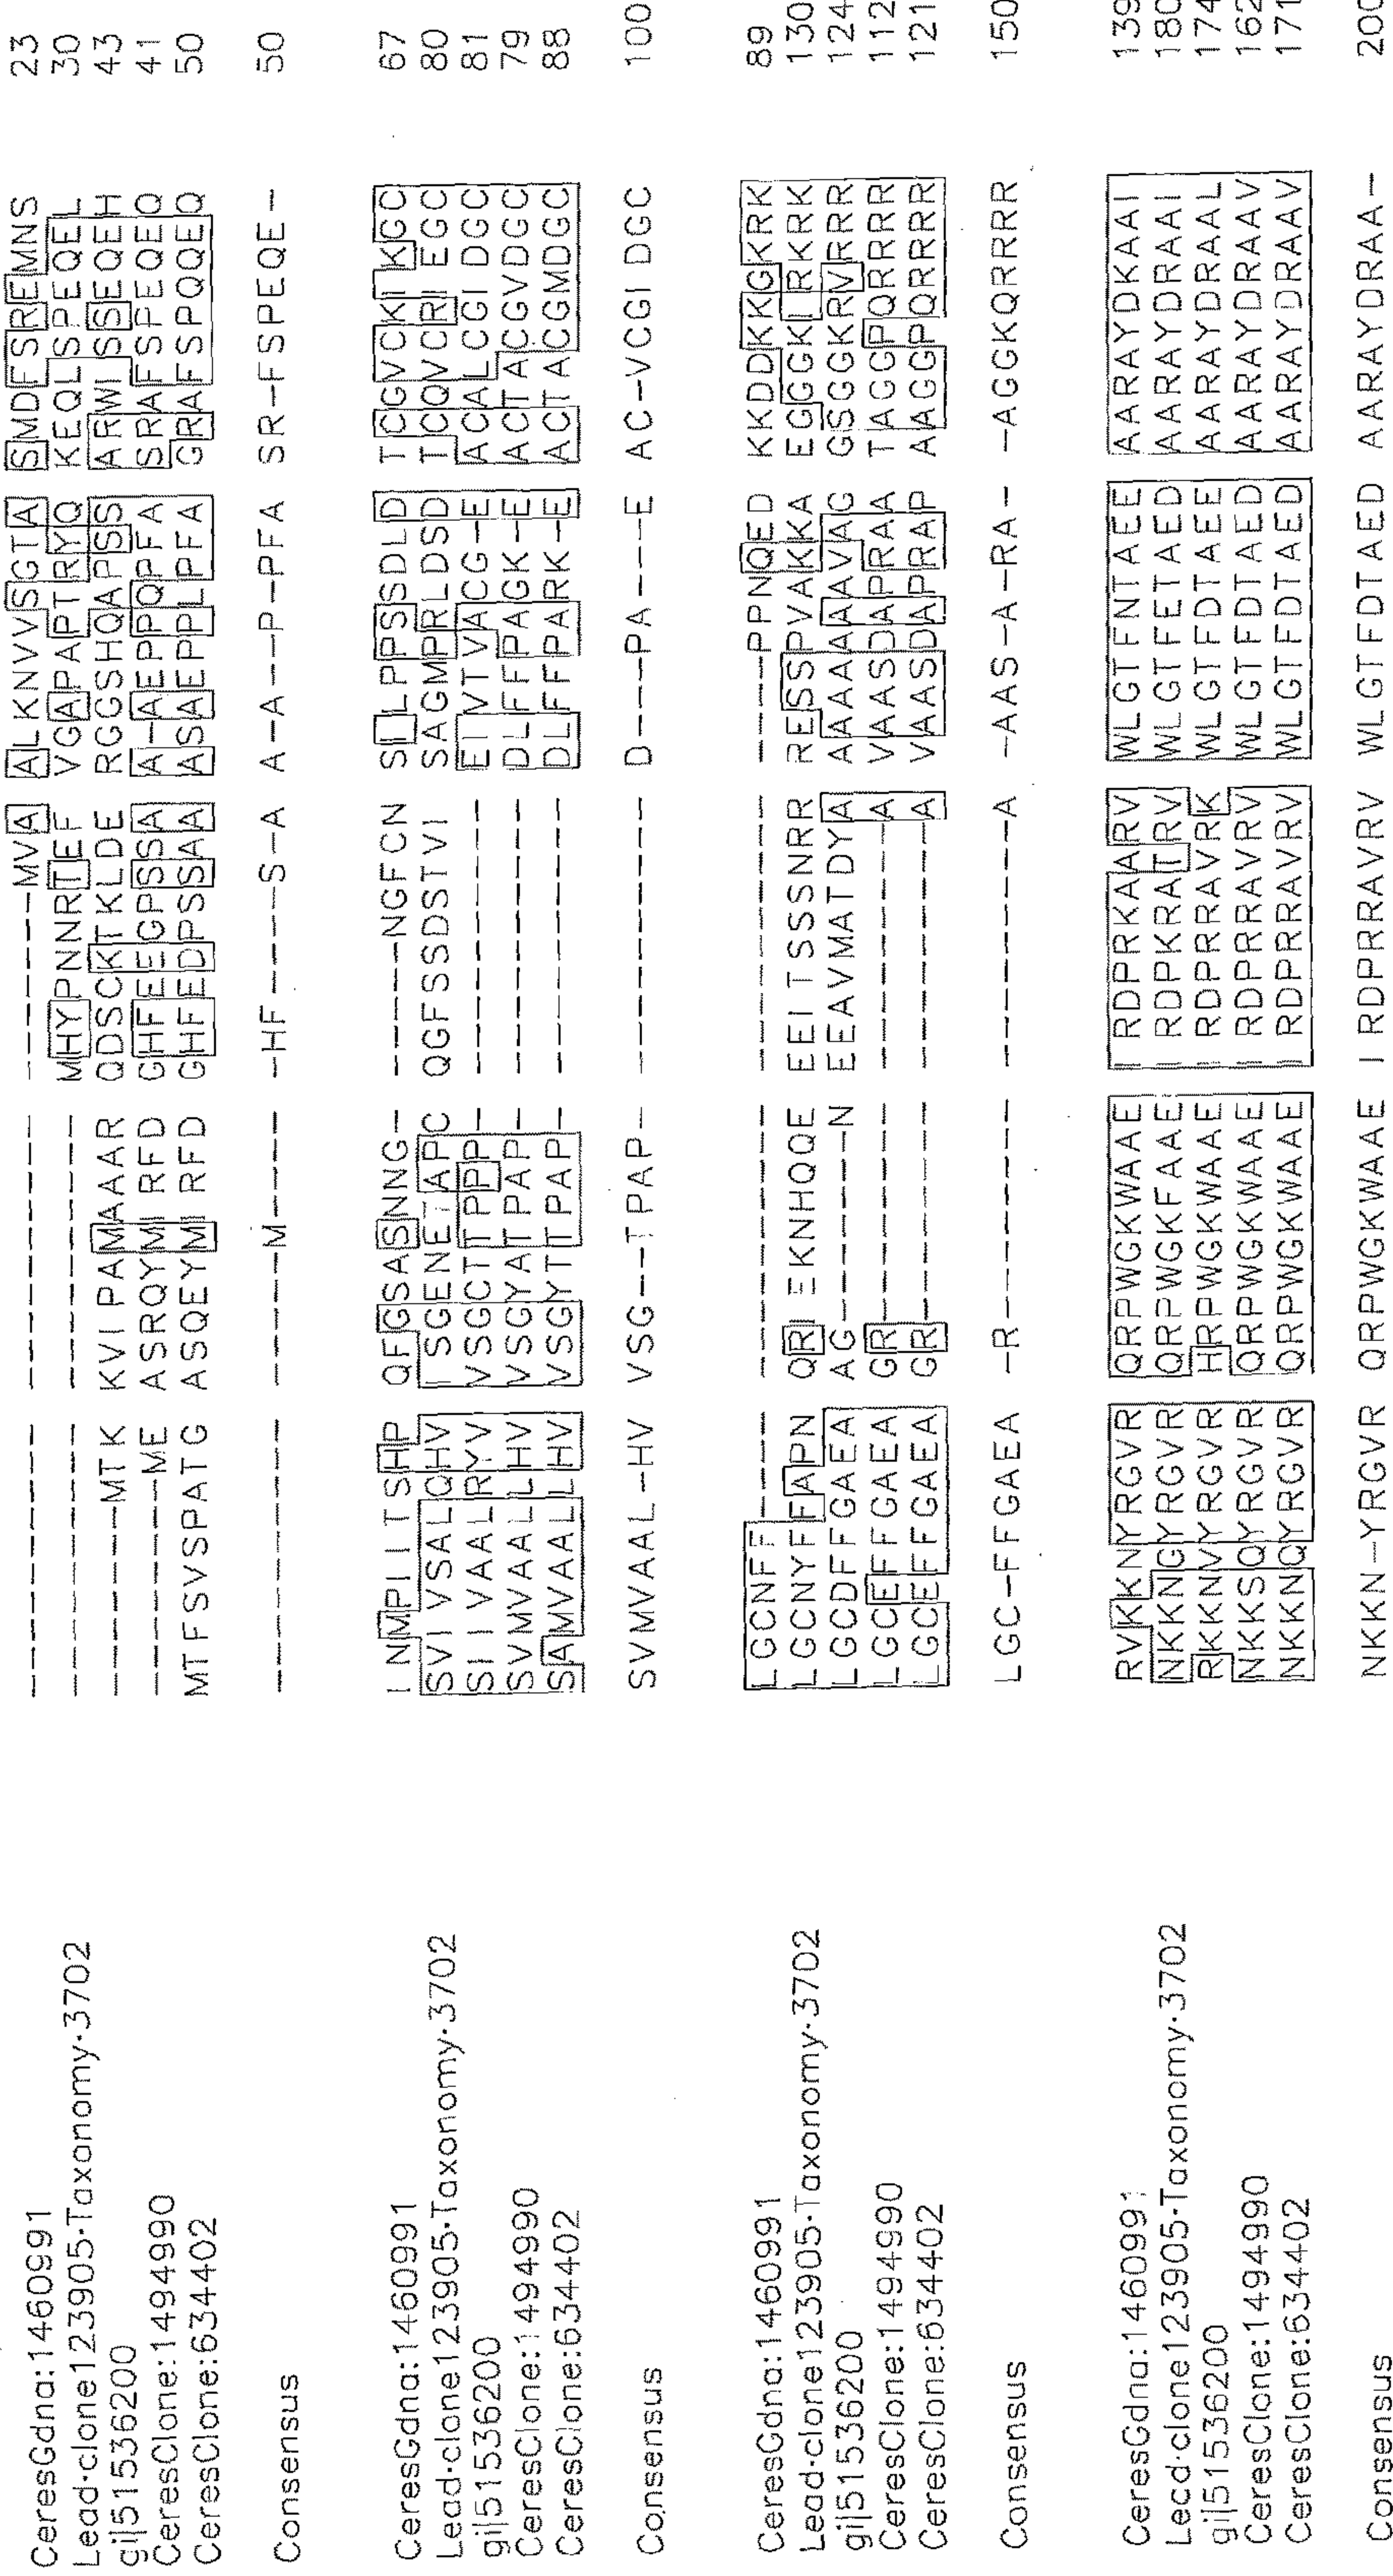 CeresGdna:1460991 ---------- ---------- -------MVA ALKNVVSGTA SMDFSREMNS 23
Lead-clone123905-Taxonomy-3702 ---------- ---------- MHYPNNRTEF VGAPAPTRYQ KEQLSPEQEL 30
gi|51536200 -------MTK KVIPAMAAAR QDSCKTKLDE RGGSHQAPSS ARWISSEQEH 43
CeresClone:1494990 --------ME ASRQYMIRFD GHFEEGPSSA AI-AEPPQPFA SRAFSPEQEQ 41
CeresClone:634402 MTFSVSPATG ASQEYMIRFD GHFEDPSSAA ASAEPPLPFA GRAFSPQQEQ 50
Consensus ---------- -----M---- -HF----S-A A-A--P-PFA SR-FSPEQE- 50
CeresGdna:1460991 INMPIITSHP QFGSASNNG- -----NGFCN SILPPSSDLD TCGVCKIKGC 67
Lead-clone123905-Taxonomy-3702 SVIVSALQHV ISGENETAPC QGFSSDSTVI SAGMPRLDSD TCQVCRIEGC 80
gi|51536200 SIIVAALRYV VSGCTTPPP- ---------- EIVTVACG-E ACALCGIDGC 81
CeresClone:1494990 SVMVAALLHV VSGYATPAP- ---------- DLFFPAGK-E ACTACGVDGC 79
CeresClone:634402 SAMVAALLHV VSGYTTPAP- ---------- DLFFPARK-E ACTACGMDGC 88
Consensus SVMVAAL-HV VSG--TPAP- ---------- D---PA---E AC-VCGIDGC 100
CeresGdna:1460991 LGCNFF---- ---------- ---------- ----PPNQED KKDDKKGKRK 89
Lead-clone123905-Taxonomy-3702 LGCNYFFAPN QRIEKNHQQE EEITSSSNRR RESSPVAKKA EGGGKIRKRK 130
gi|51536200 LGCDFFGAEA AG-------N EEAVMATDYA AAAAAAAVAG GSGGKRVRRR 124
CeresClone:1494990 LGCEFFGAEA GR-------- ---------A VAASDAPRAA TAGGPQRRRR 112
CeresClone:634402 LGCEFFGAEA GR-------- ---------A VAASDAPRAP AAGGPQRRRR 121
Consensus LGC-FFGAEA -R-------- ---------A -AAS-A-RA- -AGGKQRRRR 150
CeresGdna:1460991 RVKKNYRGVR QRPWGKWAAE IRDPRKAARV WLGTFNTAEE AARAYDKAAI 139
Lead-clone123905-Taxonomy-3702 NKKNGYRGVR QRPWGKFAAE IRDPKRATRV WLGTFETAED AARAYDRAAI 180
gi|51536200 RKKNVYRGVR HRPWGKWAAE IRDPRRAVRK WLGTFDTAEE AARAYDRAAL 174
CeresClone:1494990 NKKSQYRGVR QRPWGKWAAE IRDPRRAVRV WLGTFDTAED AARAYDRAAV 162
CeresClone:634402 NKKNQYRGVR QRPWGKWAAE IRDPRRAVRV WLGTFDTAED AARAYDRAAV 171
Consensus NKKN-YRGVR QRPWGKWAAE IRDPRRAVRV WLGTFDTAED AARAYDRAA- 200